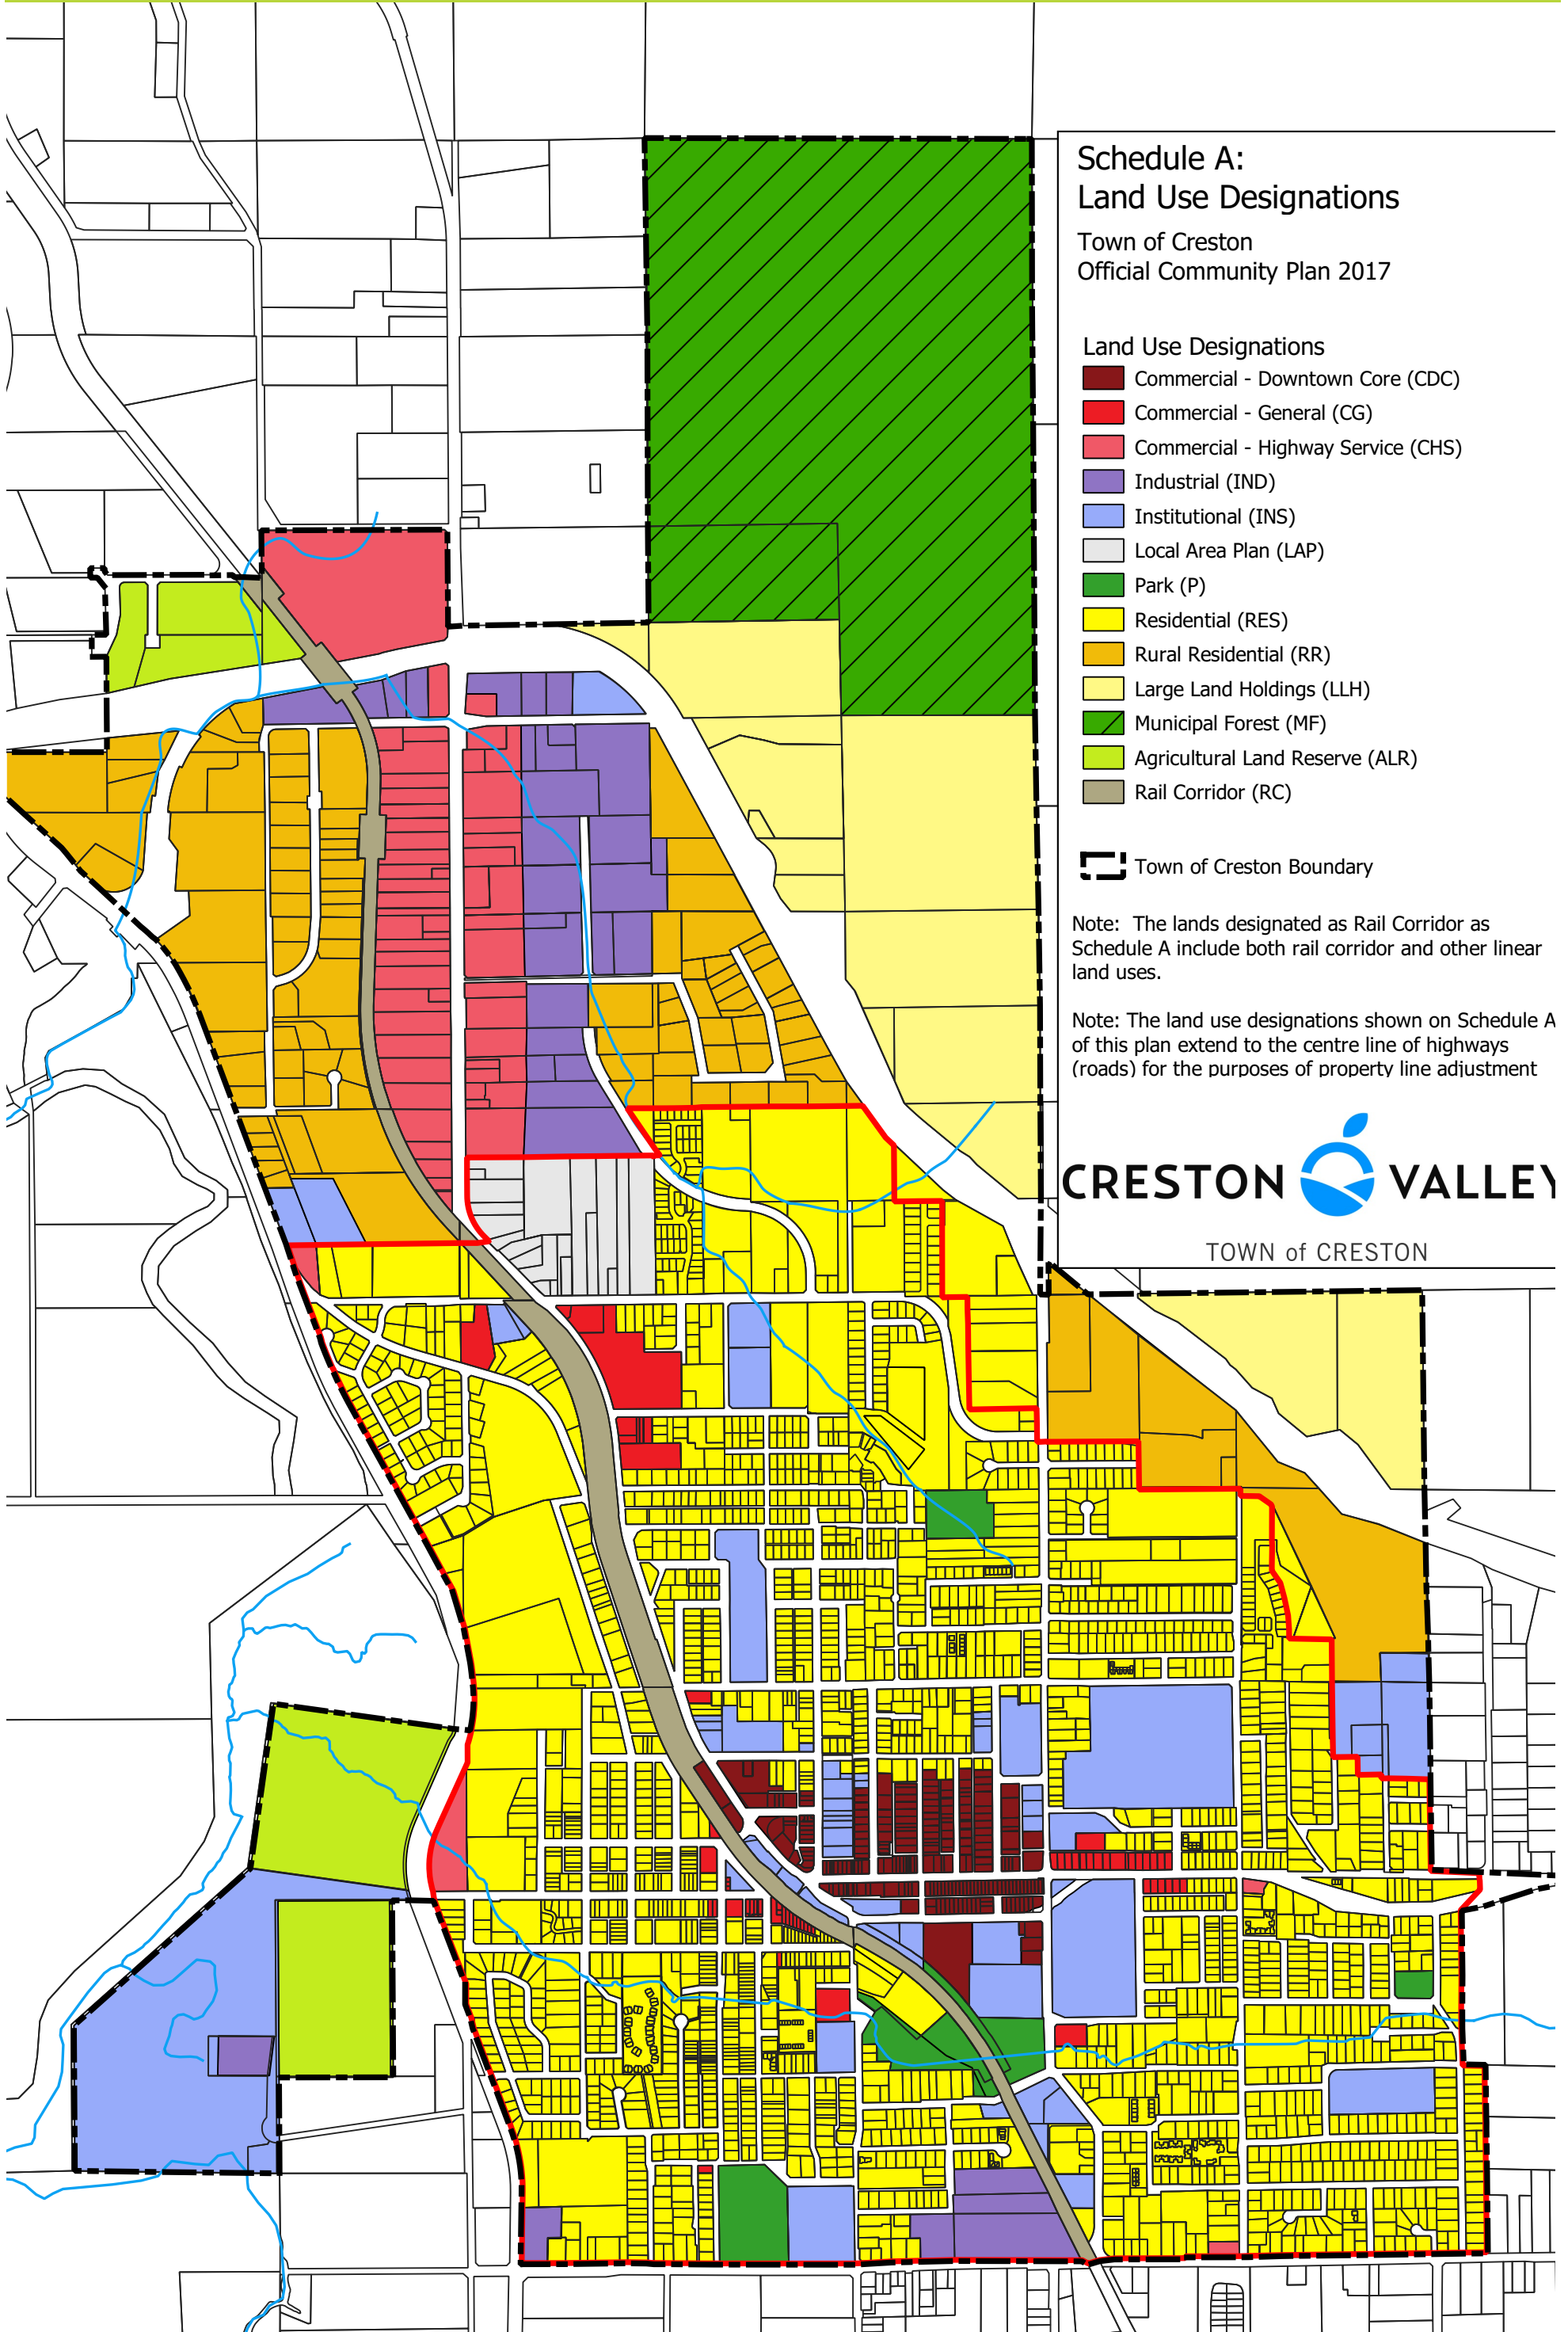 Schedule A:
Land Use Designations
Town of Creston
Official Community Plan 2017
Land Use Designations
Commercial - Downtown Core (CDC)
Commercial - General (CG)
Commercial - Highway Service (CHS)
Industrial (IND)
Institutional (INS)
Local Area Plan (LAP)
Park (P)
Residential (RES)
Rural Residential (RR)
Large Land Holdings (LLH)
Municipal Forest (MF)
Agricultural Land Reserve (ALR)
Rail Corridor (RC)
Town of Creston Boundary
Note: The lands designated as Rail Corridor as
Schedule A include both rail corridor and other linear
land uses.
Note: The land use designations shown on Schedule A
of this plan extend to the centre line of highways
(roads) for the purposes of property line adjustment
CRESTON VALLEY
TOWN of CRESTON